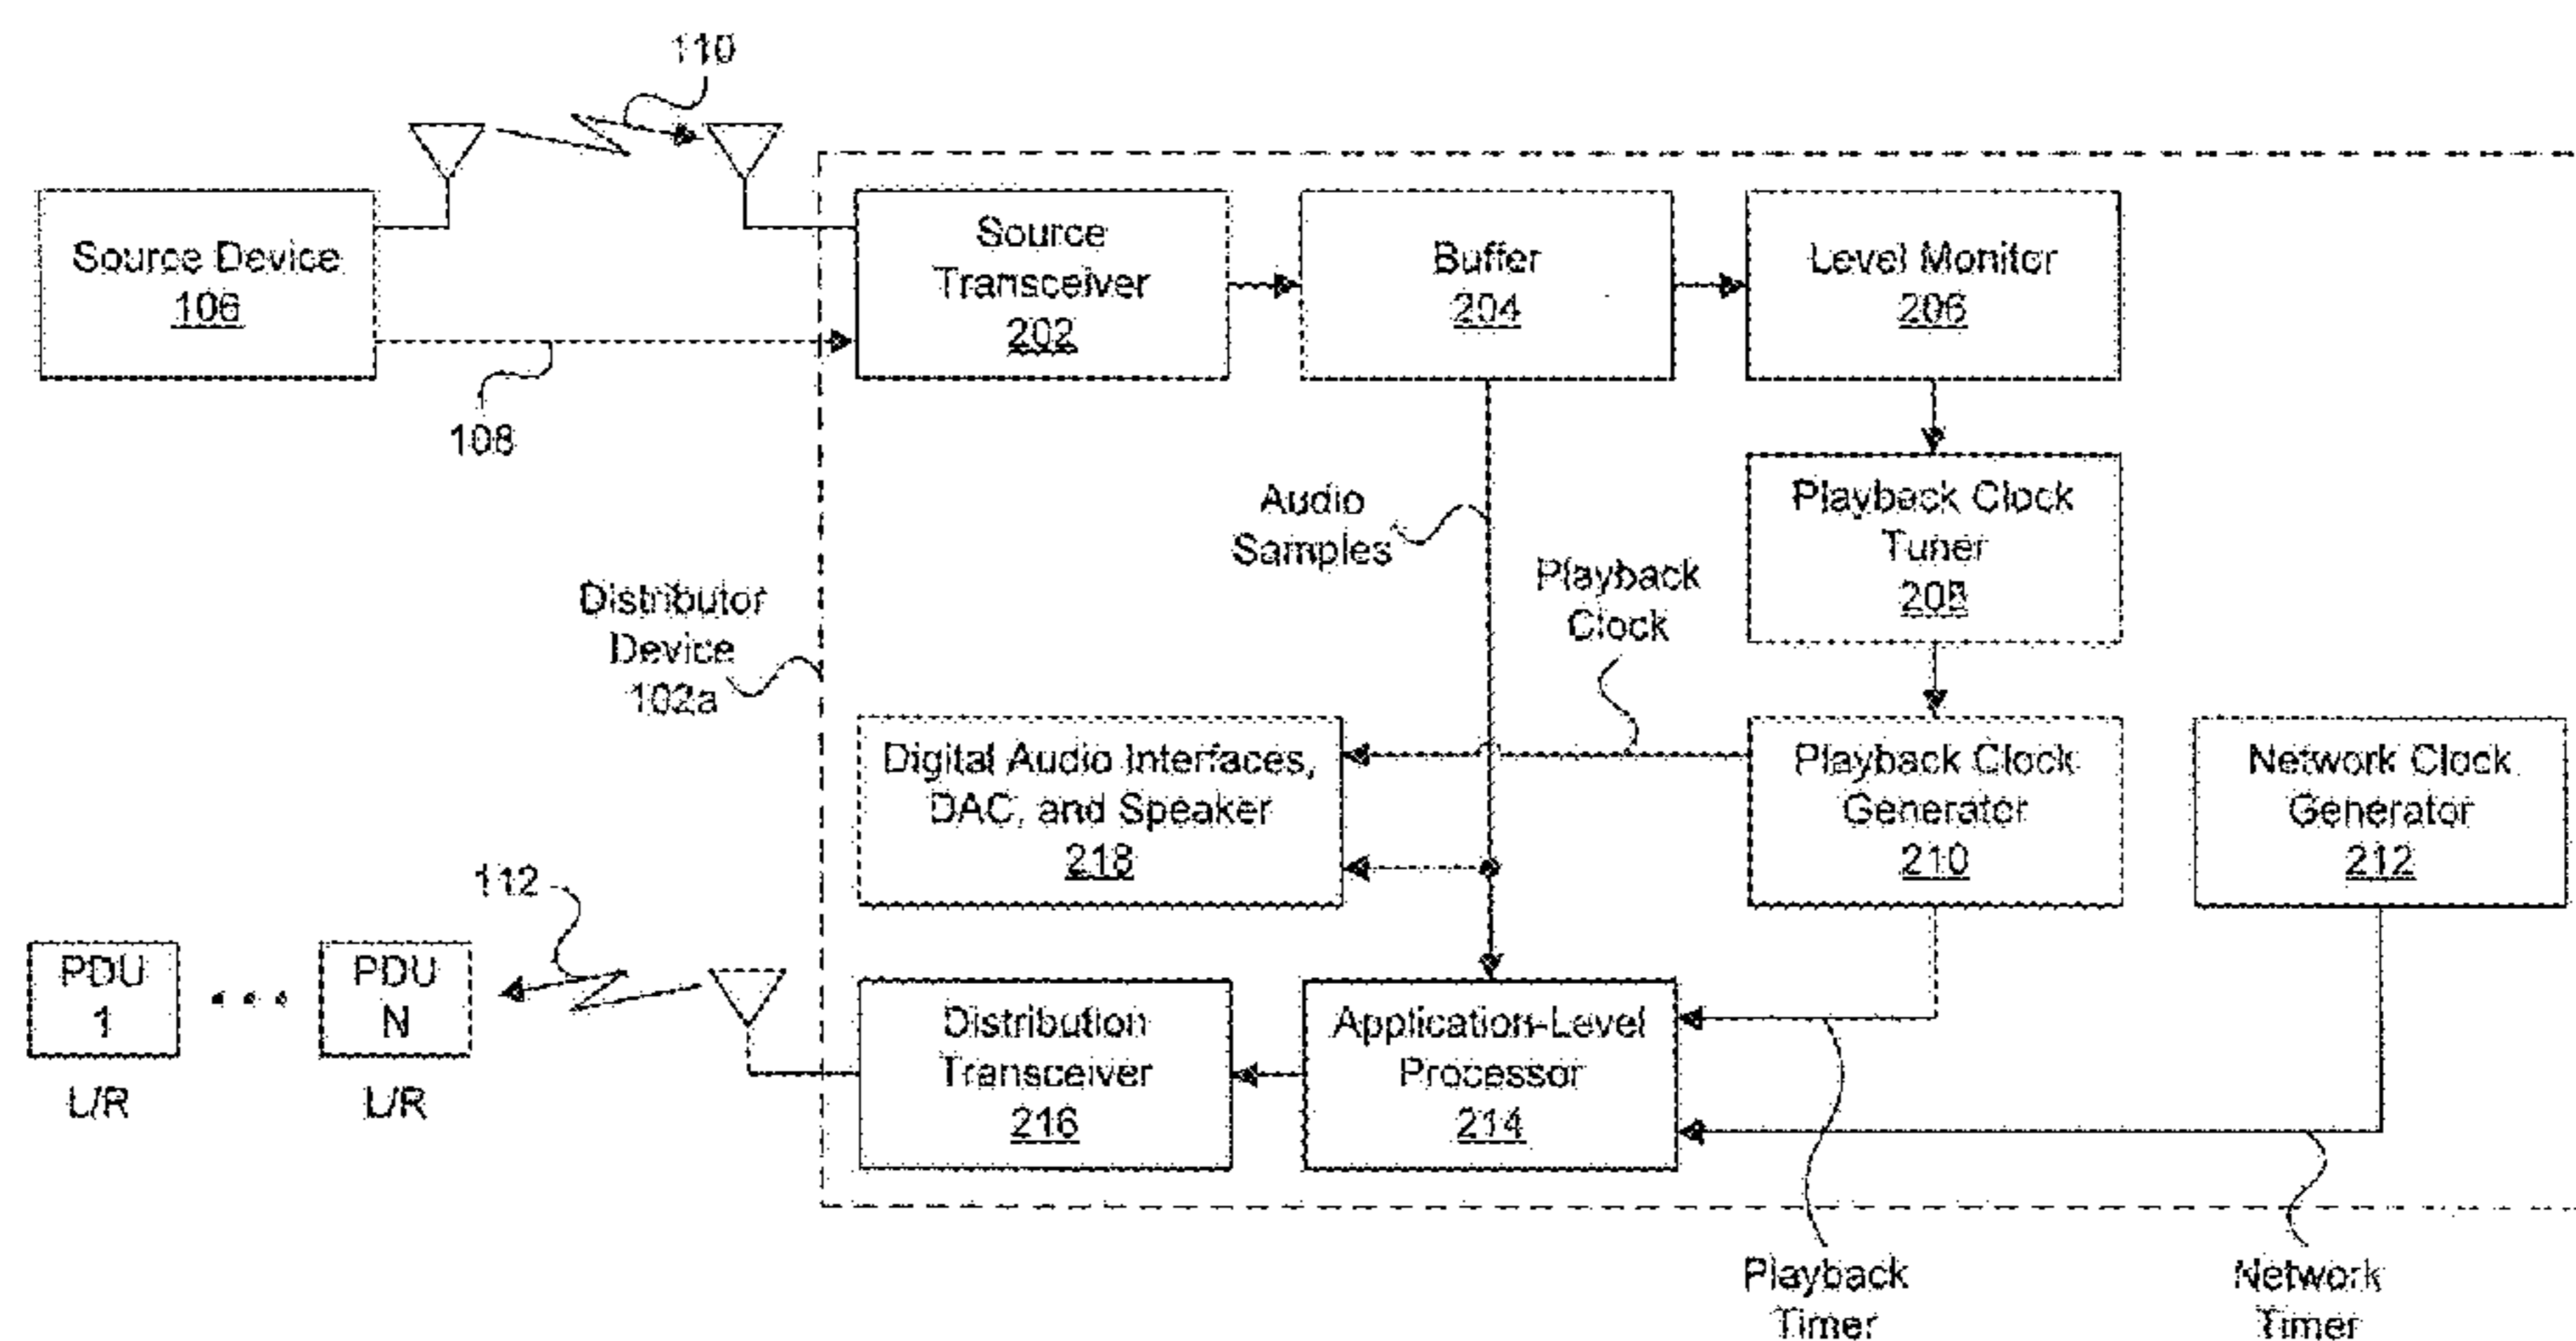 110
Source Device
106
108
Source
Transceiver
202
Buffer
204
Level Monitor
206
Audio
Samples
Playback Clock
Tuner
208
Playback
Clock
Distributor
Device
102a
Digital Audio Interfaces,
DAC, and Speaker
218
Playback Clock
Generator
210
Network Clock
Generator
212
112
PDU
1
L/R
PDU
N
L/R
Distribution
Transceiver
216
Application-Level
Processor
214
Playback
Timer
Network
Timer